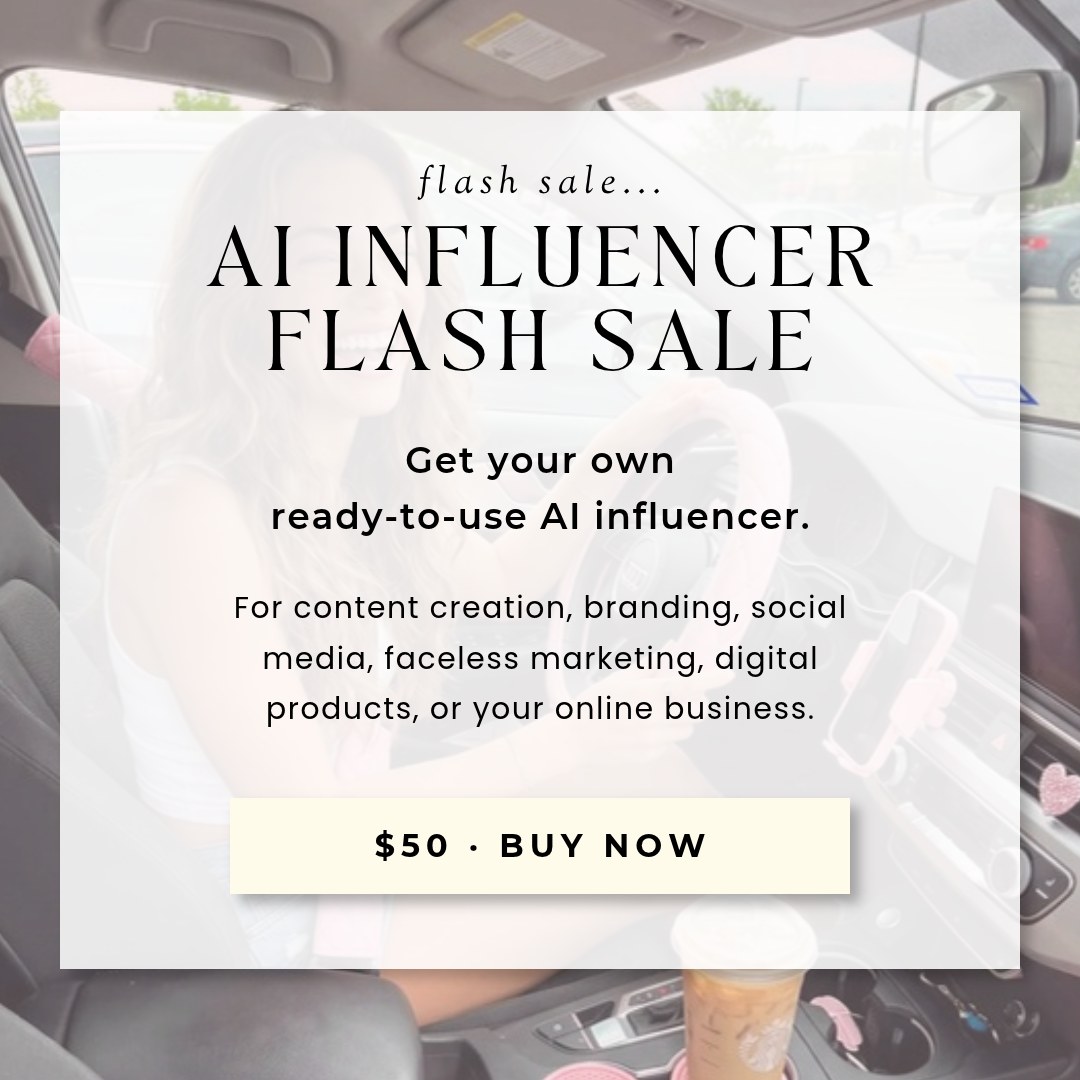 flash sale...
AI INFLUENCER
FLASH SALE
Get your own
ready-to-use AI influencer.
For content creation, branding, social
media, faceless marketing, digital
products, or your online business.
$50 · BUY NOW